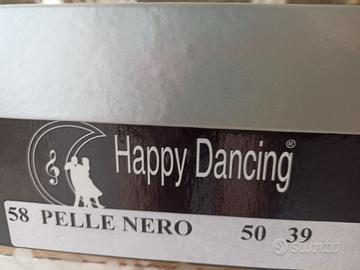 Happy Dancing®
58 PELLE NERO 50 39
subito